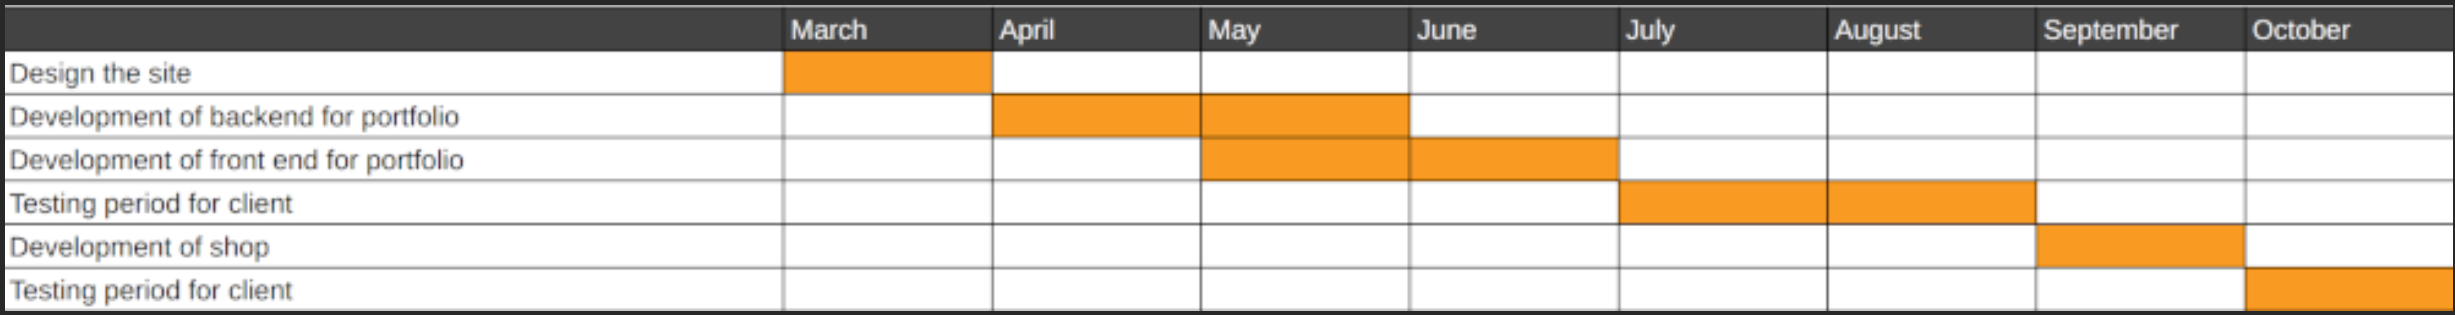 March April May June July August September October
Design the site
Development of backend for portfolio
Development of front end for portfolio
Testing period for client
Development of shop
Testing period for client